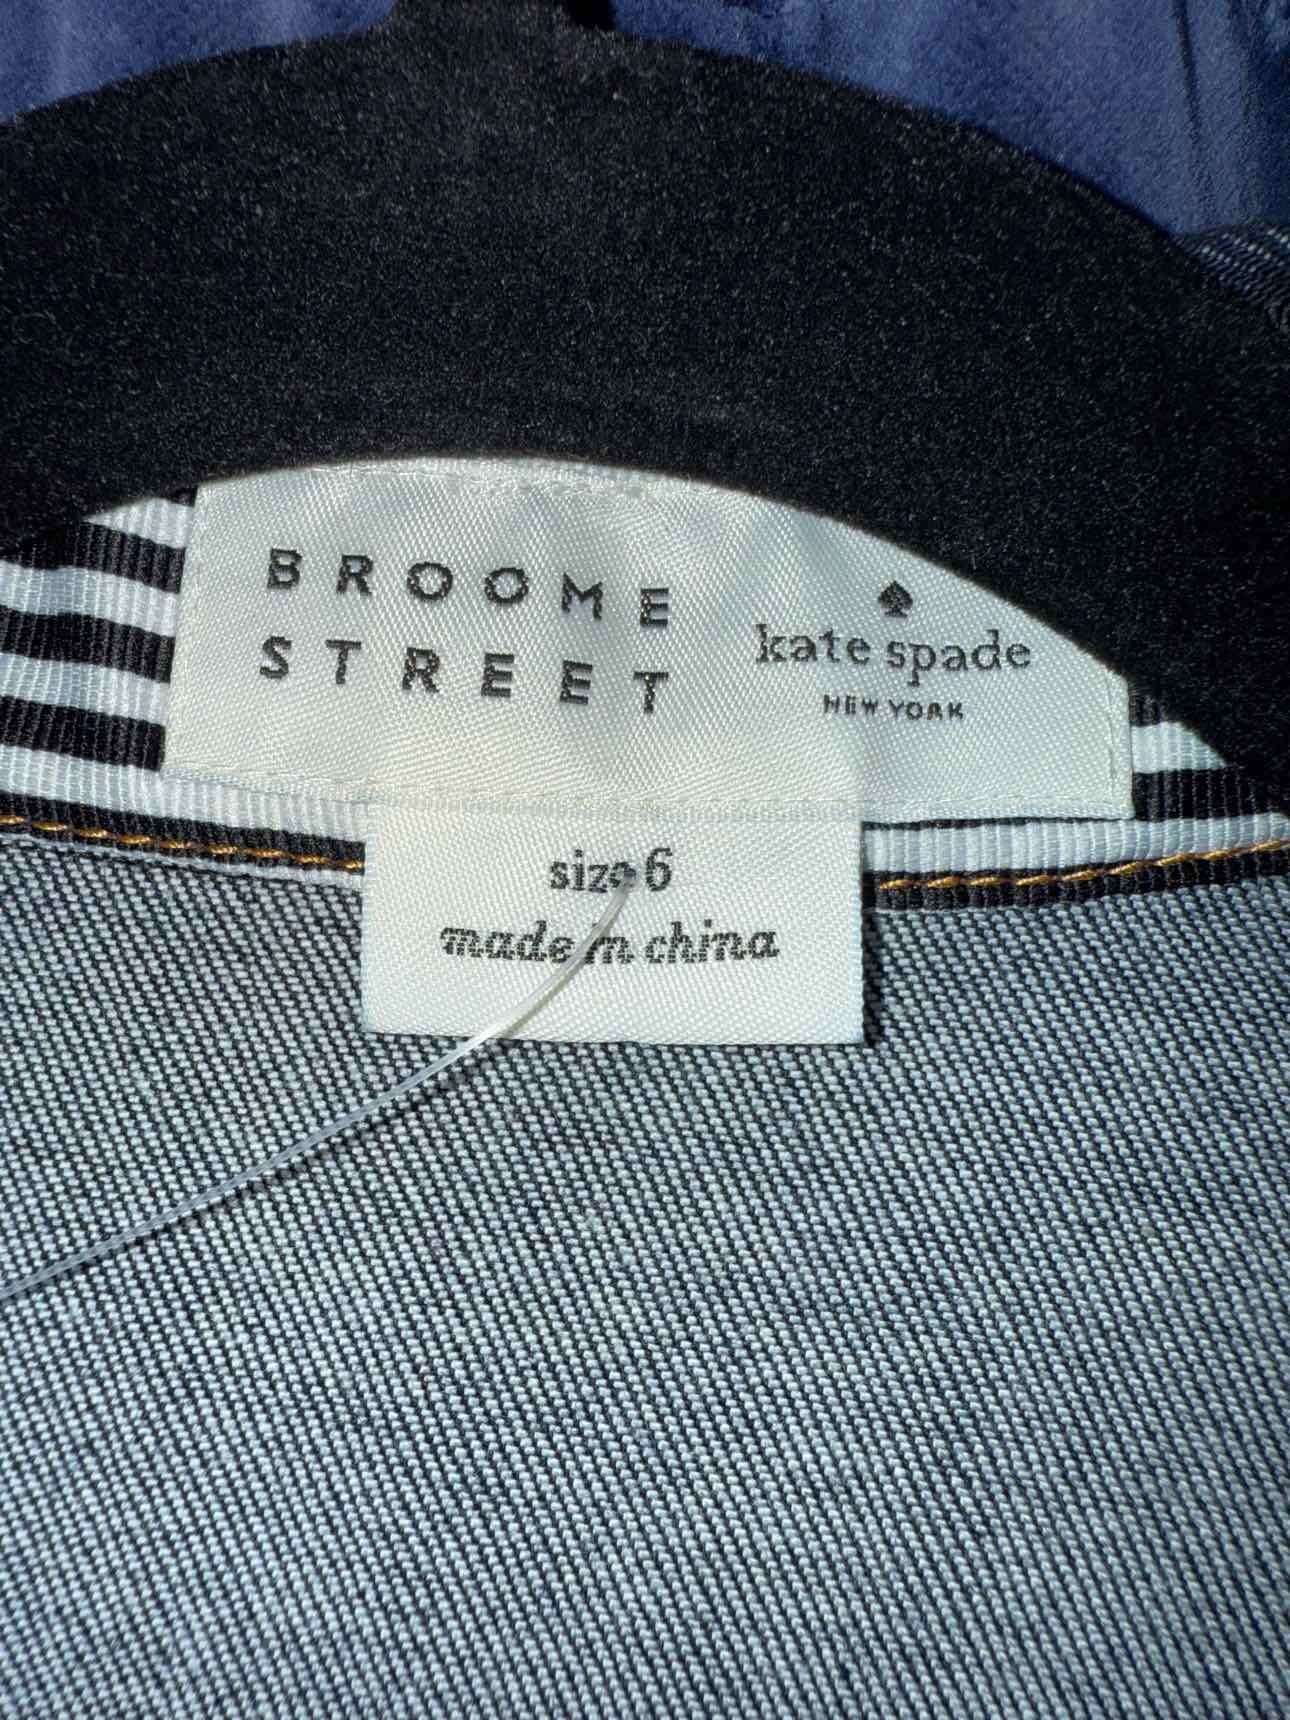 BROOME
STREET
kate spade
NEW YORK
size 6
made in china